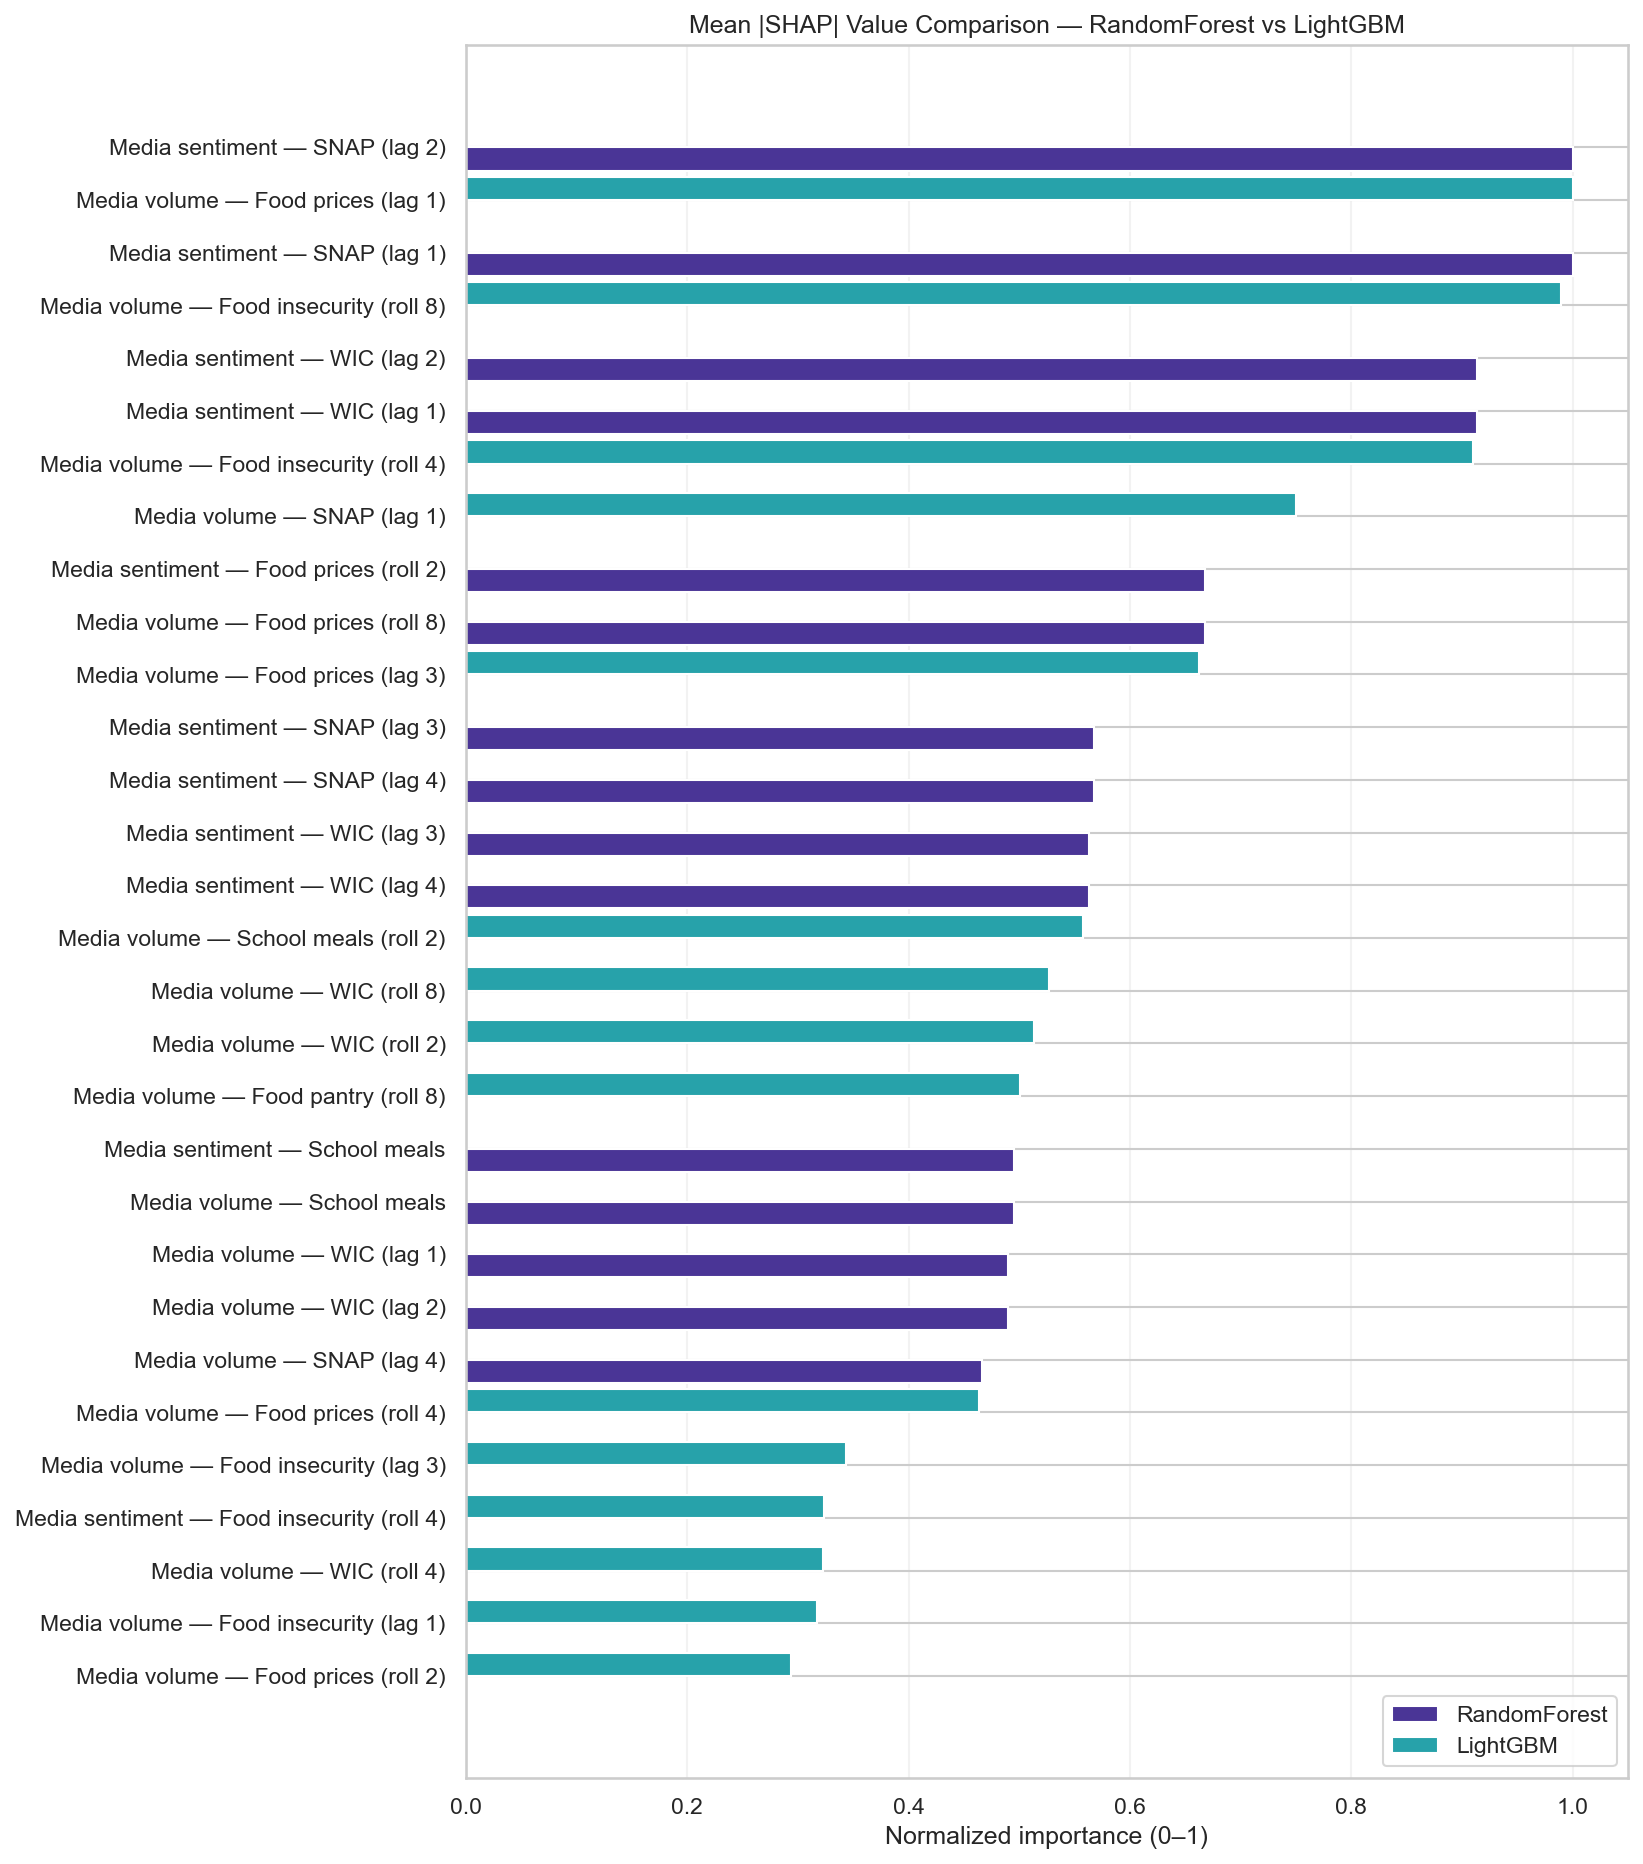 Mean |SHAP| Value Comparison — RandomForest vs LightGBM
Media sentiment — SNAP (lag 2)
Media volume — Food prices (lag 1)
Media sentiment — SNAP (lag 1)
Media volume — Food insecurity (roll 8)
Media sentiment — WIC (lag 2)
Media sentiment — WIC (lag 1)
Media volume — Food insecurity (roll 4)
Media volume — SNAP (lag 1)
Media sentiment — Food prices (roll 2)
Media volume — Food prices (roll 8)
Media volume — Food prices (lag 3)
Media sentiment — SNAP (lag 3)
Media sentiment — SNAP (lag 4)
Media sentiment — WIC (lag 3)
Media sentiment — WIC (lag 4)
Media volume — School meals (roll 2)
Media volume — WIC (roll 8)
Media volume — WIC (roll 2)
Media volume — Food pantry (roll 8)
Media sentiment — School meals
Media volume — School meals
Media volume — WIC (lag 1)
Media volume — WIC (lag 2)
Media volume — SNAP (lag 4)
Media volume — Food prices (roll 4)
Media volume — Food insecurity (lag 3)
Media sentiment — Food insecurity (roll 4)
Media volume — WIC (roll 4)
Media volume — Food insecurity (lag 1)
Media volume — Food prices (roll 2)
RandomForest
LightGBM
0.0 0.2 0.4 0.6 0.8 1.0
Normalized importance (0–1)